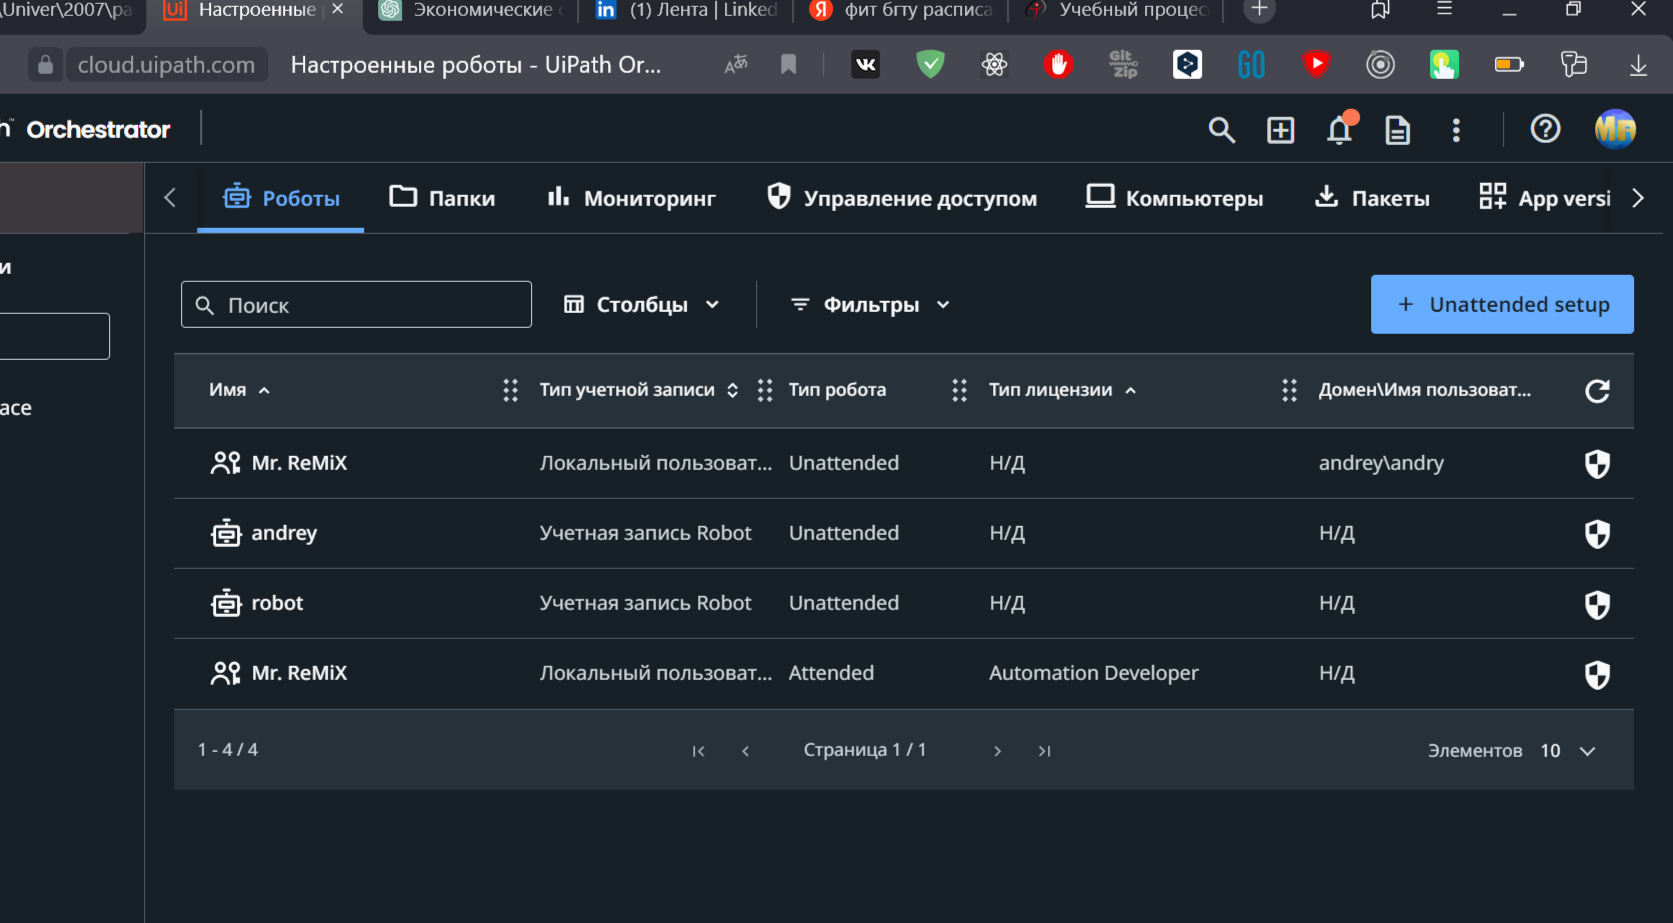 \Univer\2007\pa
Настроенные
Экономические
(1) Лента | Linked
фит бгту расписа
Учебный процес
cloud.uipath.com
Настроенные роботы - UiPath Or...
Git
Zip
GO
Orchestrator
MR
Роботы
Папки
Мониторинг
Управление доступом
Компьютеры
Пакеты
App versi
и
Поиск
Столбцы
Фильтры
+ Unattended setup
ace
Имя
Тип учетной записи
Тип робота
Тип лицензии
Домен\Имя пользоват...
Mr. ReMiX
Локальный пользоват...
Unattended
Н/Д
andrey\andry
andrey
Учетная запись Robot
Unattended
Н/Д
Н/Д
robot
Учетная запись Robot
Unattended
Н/Д
Н/Д
Mr. ReMiX
Локальный пользоват...
Attended
Automation Developer
Н/Д
1 - 4 / 4
Страница 1 / 1
Элементов 10